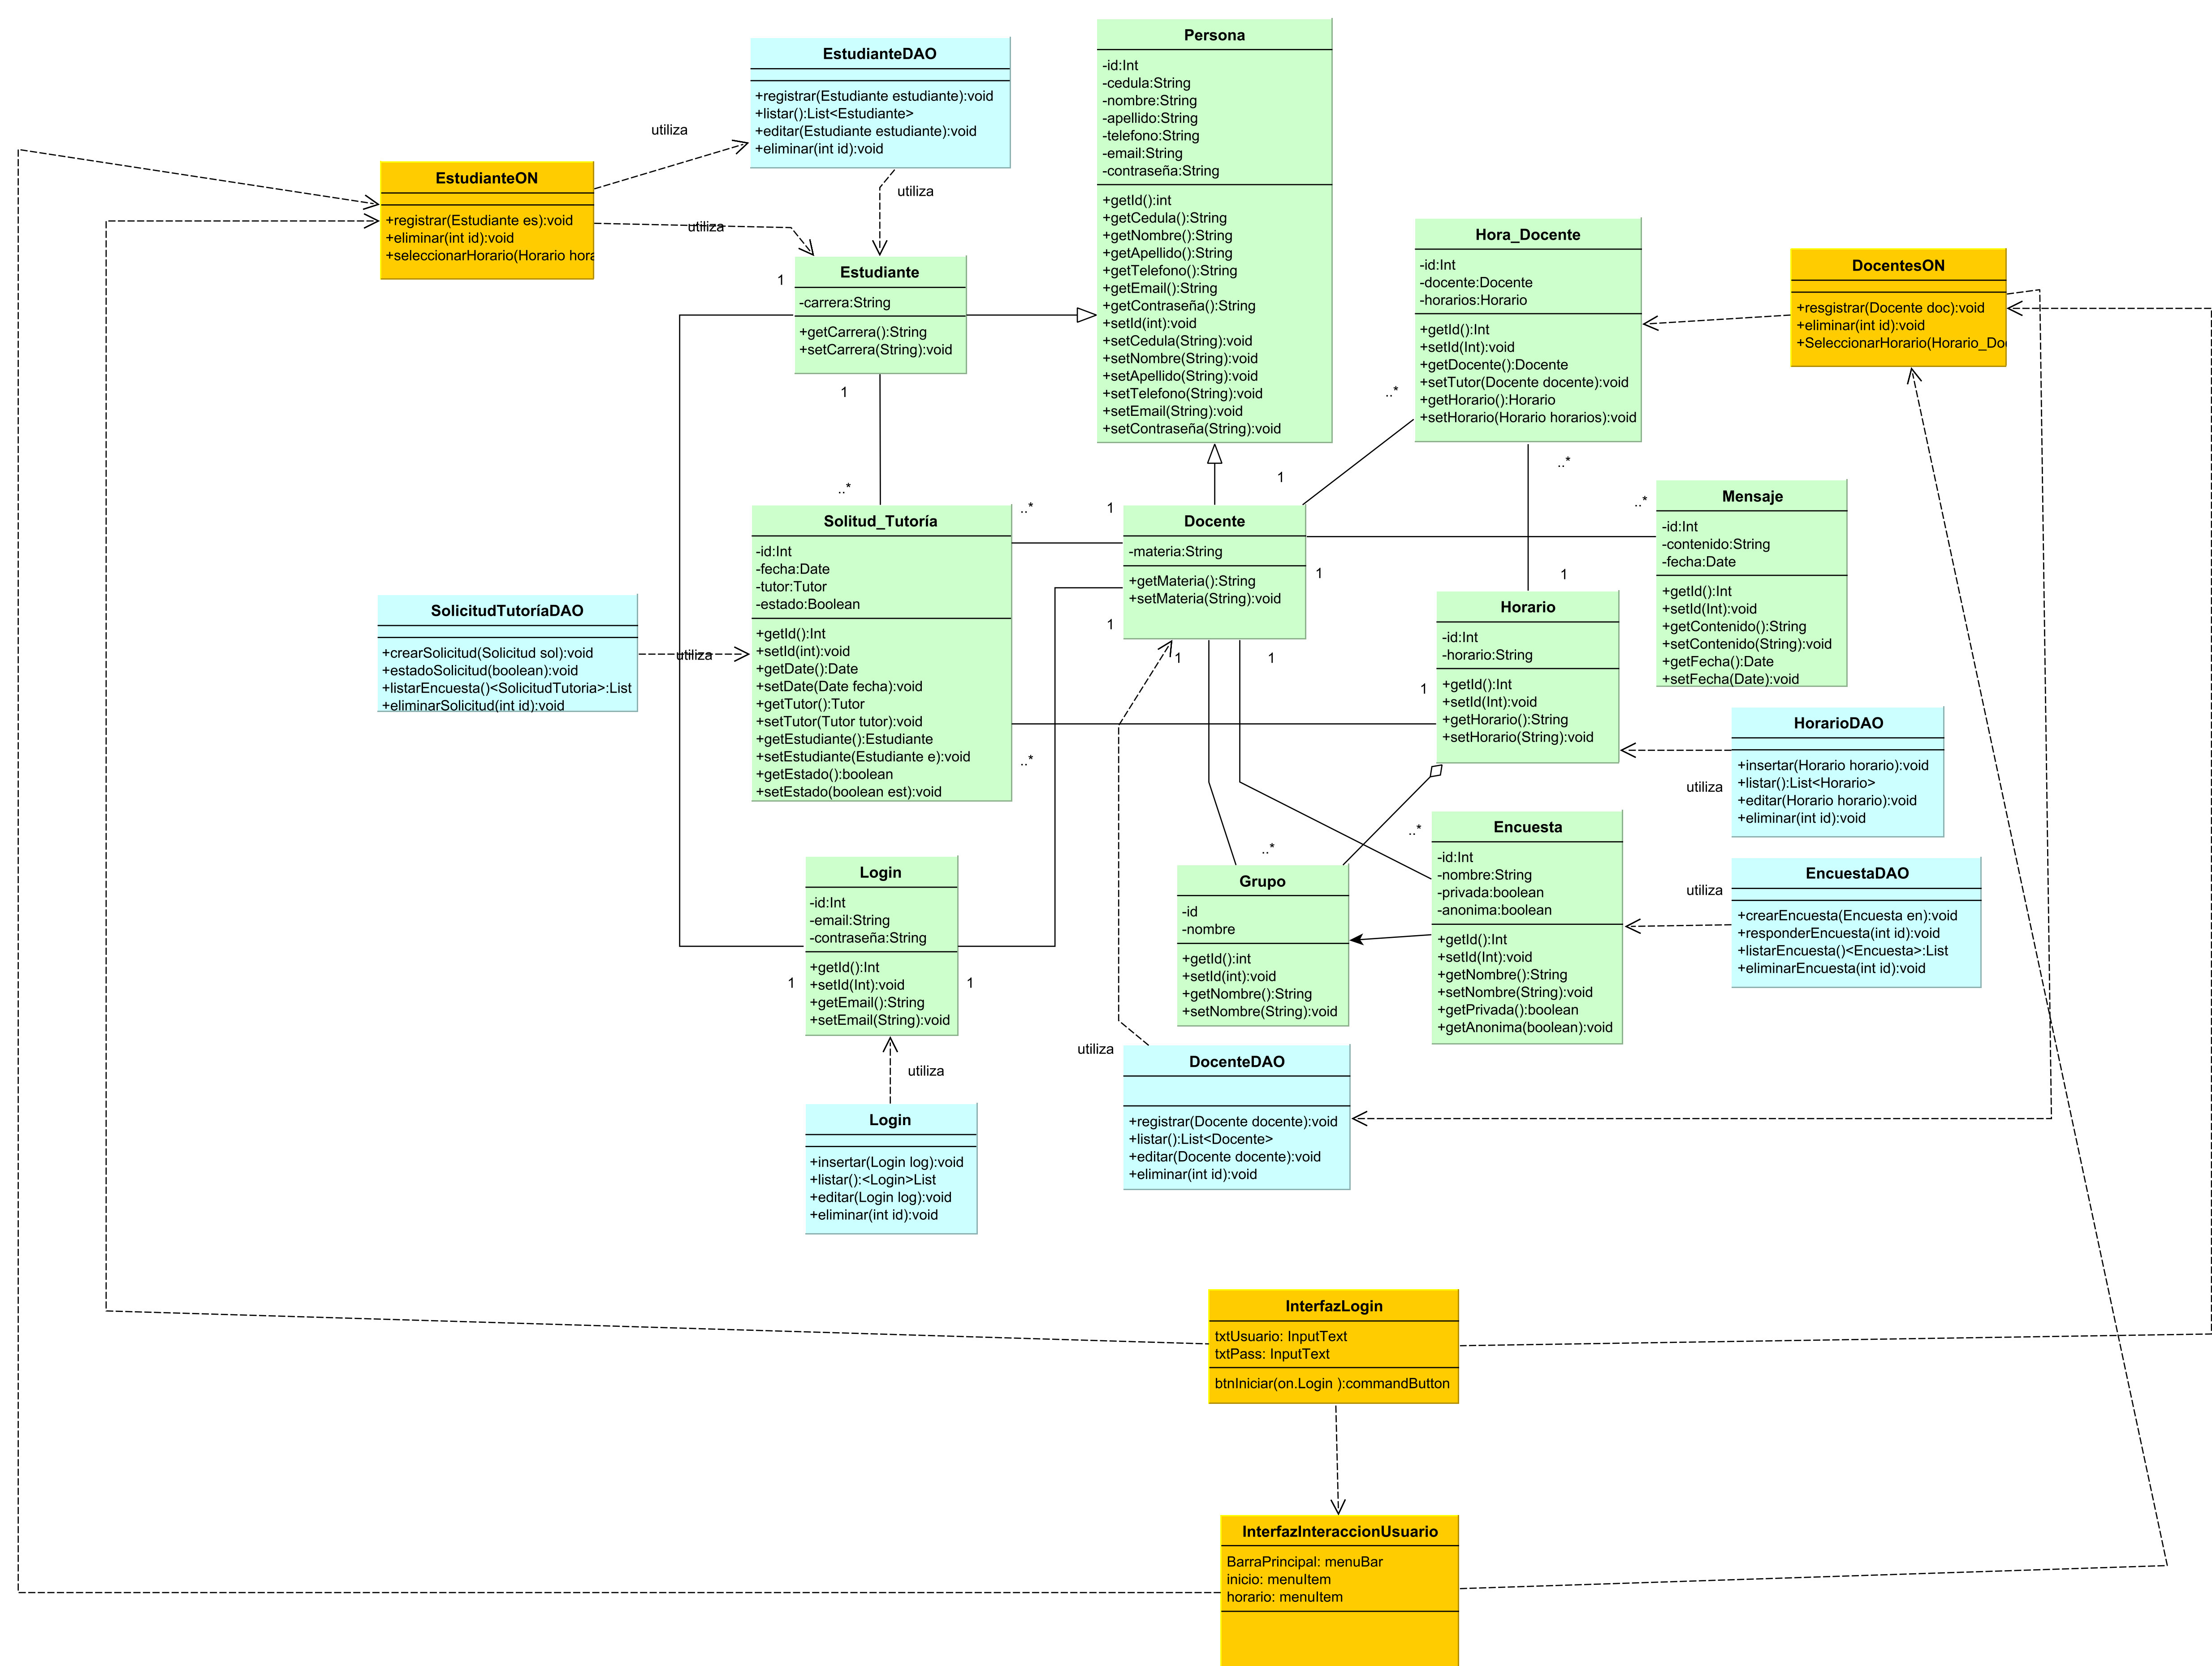 Persona
-id:Int
-cedula:String
-nombre:String
-apellido:String
-telefono:String
-email:String
-contraseña:String
+getId():int
+getCedula():String
+getNombre():String
+getApellido():String
+getTelefono():String
+getEmail():String
+getContraseña():String
+setId(int):void
+setCedula(String):void
+setNombre(String):void
+setApellido(String):void
+setTelefono(String):void
+setEmail(String):void
+setContraseña(String):void
EstudianteDAO
+registrar(Estudiante estudiante):void
+listar():List<Estudiante>
+editar(Estudiante estudiante):void
+eliminar(int id):void
utiliza
utiliza
EstudianteON
+registrar(Estudiante es):void
+eliminar(int id):void
+seleccionarHorario(Horario hora
utiliza
1
Estudiante
-carrera:String
+getCarrera():String
+setCarrera(String):void
1
..*
Hora_Docente
-id:Int
-docente:Docente
-horarios:Horario
+getId():Int
+setId(Int):void
+getDocente():Docente
+setTutor(Docente docente):void
+getHorario():Horario
+setHorario(Horario horarios):void
..*
1
..*
1
DocentesON
+resgistrar(Docente doc):void
+eliminar(int id):void
+SeleccionarHorario(Horario_Do
Solitud_Tutoría
-id:Int
-fecha:Date
-tutor:Tutor
-estado:Boolean
+getId():Int
+setId(int):void
+getDate():Date
+setDate(Date fecha):void
+getTutor():Tutor
+setTutor(Tutor tutor):void
+getEstudiante():Estudiante
+setEstudiante(Estudiante e):void
+getEstado():boolean
+setEstado(boolean est):void
..*
1
Docente
-materia:String
+getMateria():String
+setMateria(String):void
1
1
1
1
..*
Mensaje
-id:Int
-contenido:String
-fecha:Date
+getId():Int
+setId(Int):void
+getContenido():String
+setContenido(String):void
+getFecha():Date
+setFecha(Date):void
SolicitudTutoríaDAO
+crearSolicitud(Solicitud sol):void
+estadoSolicitud(boolean):void
+listarEncuesta()<SolicitudTutoria>:List
+eliminarSolicitud(int id):void
utiliza
Horario
-id:Int
-horario:String
+getId():Int
+setId(Int):void
+getHorario():String
+setHorario(String):void
1
..*
HorarioDAO
+insertar(Horario horario):void
+listar():List<Horario>
+editar(Horario horario):void
+eliminar(int id):void
utiliza
..*
..*
Encuesta
-id:Int
-nombre:String
-privada:boolean
-anonima:boolean
+getId():Int
+setId(Int):void
+getNombre():String
+setNombre(String):void
+getPrivada():boolean
+getAnonima(boolean):void
utiliza
EncuestaDAO
+crearEncuesta(Encuesta en):void
+responderEncuesta(int id):void
+listarEncuesta()<Encuesta>:List
+eliminarEncuesta(int id):void
Login
-id:Int
-email:String
-contraseña:String
+getId():Int
+setId(Int):void
+getEmail():String
+setEmail(String):void
1
1
Grupo
-id
-nombre
+getId():int
+setId(int):void
+getNombre():String
+setNombre(String):void
utiliza
utiliza
DocenteDAO
+registrar(Docente docente):void
+listar():List<Docente>
+editar(Docente docente):void
+eliminar(int id):void
Login
+insertar(Login log):void
+listar():<Login>List
+editar(Login log):void
+eliminar(int id):void
InterfazLogin
txtUsuario: InputText
txtPass: InputText
btnIniciar(on.Login ):commandButton
InterfazInteraccionUsuario
BarraPrincipal: menuBar
inicio: menuItem
horario: menuItem